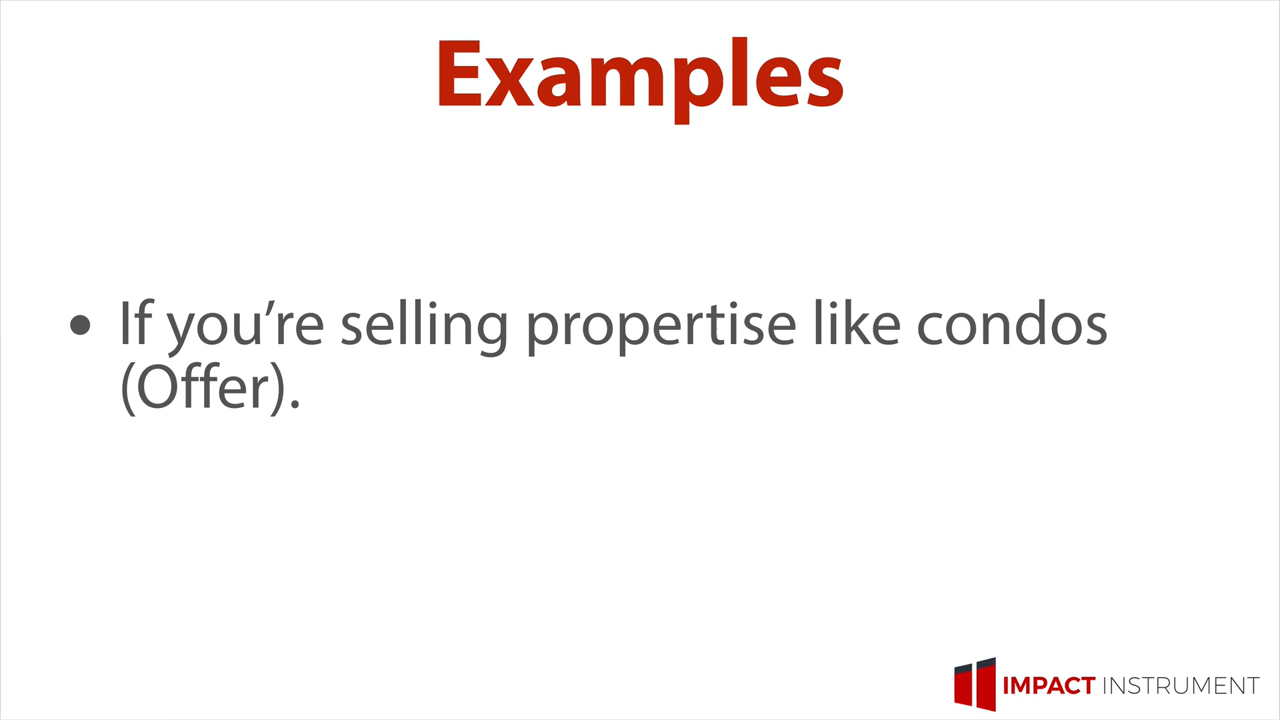 Examples
• If you’re selling propertise like condos
(Offer).
IMPACT INSTRUMENT